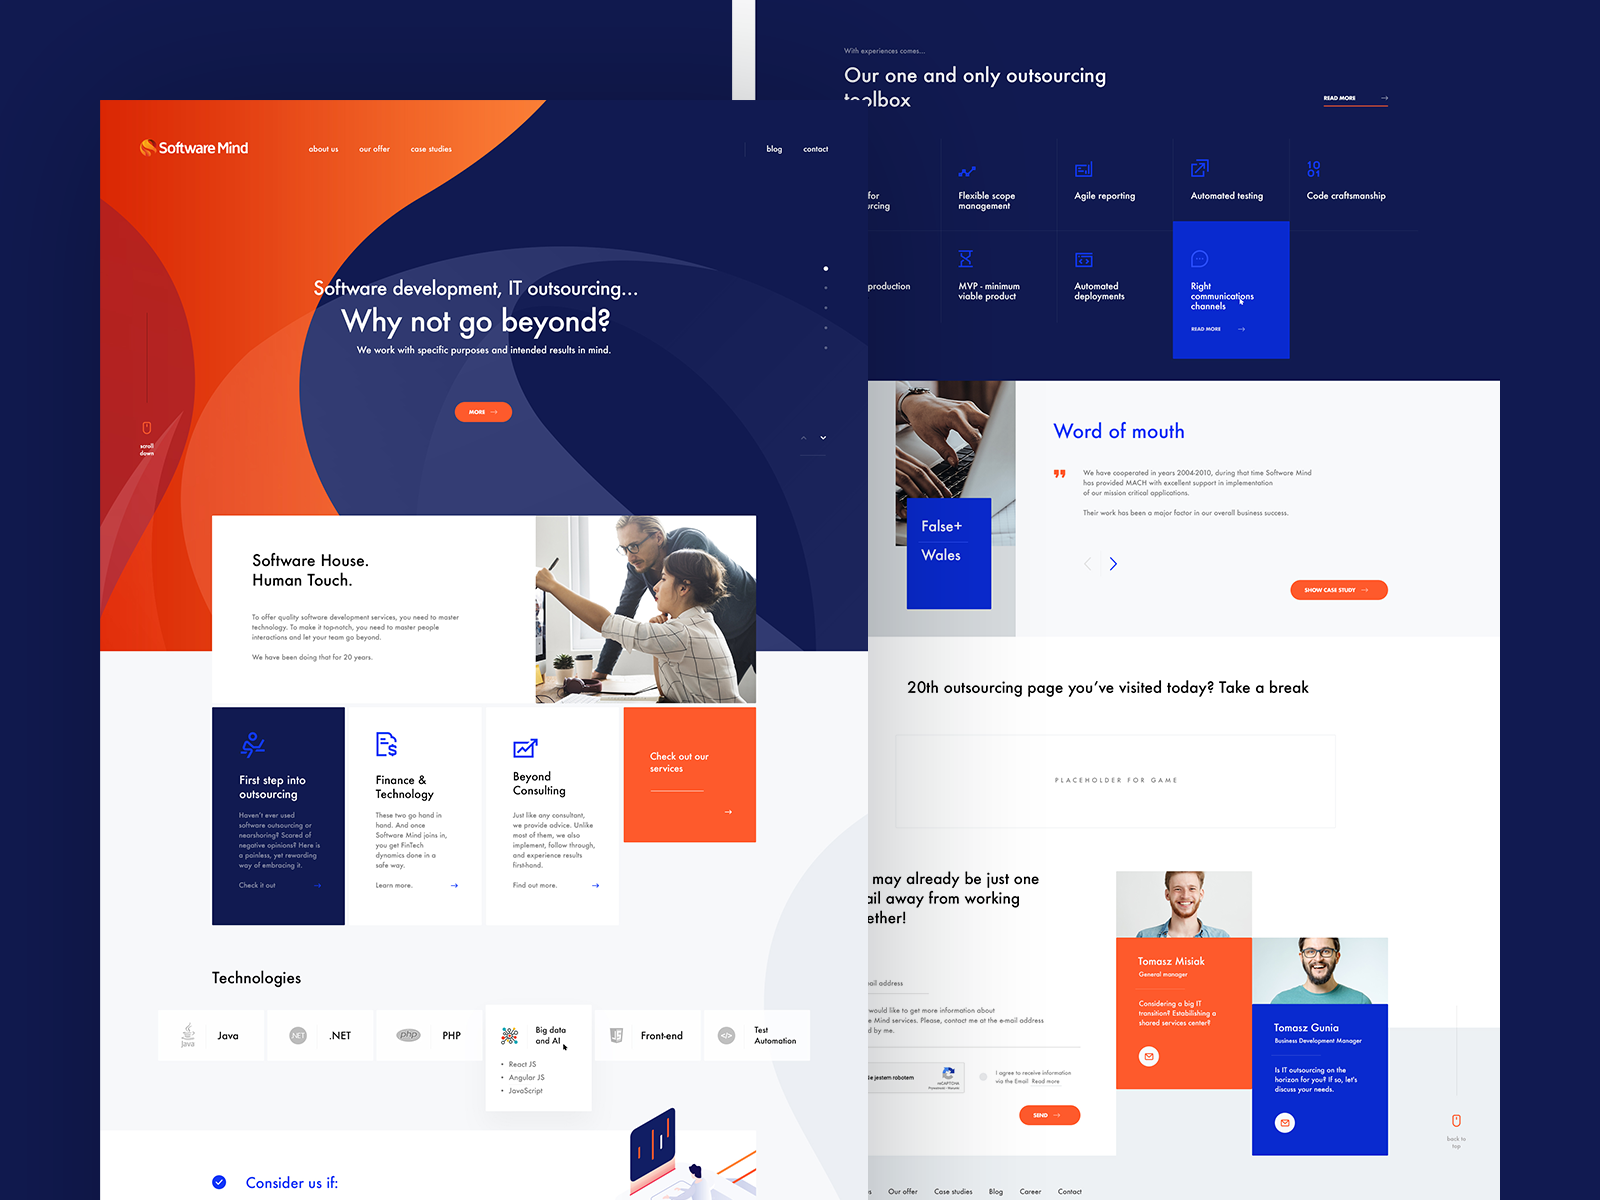 Software Mind
about us
our offer
case studies
blog
contact
Software development, IT outsourcing...
Why not go beyond?
We work with specific purposes and intended results in mind.
MORE
scroll
down
Software House.
Human Touch.
To offer quality software development services, you need to master
technology. To make it top-notch, you need to master people
interactions and let your team go beyond.
We have been doing that for 20 years.
First step into
outsourcing
Haven't ever used
software outsourcing or
nearshoring? Scared of
negative opinions? Here is
a painless, yet rewarding
way of embracing it.
Check it out
Finance &
Technology
These two go hand in
hand. And once
Software Mind joins in,
you get FinTech
dynamics done in a
safe way.
Learn more.
Beyond
Consulting
Just like any consultant,
we provide advice. Unlike
most of them, we also
implement, follow through,
and experience results
first-hand.
Find out more.
Check out our
services
Technologies
Java
Java
.NET
.NET
php
PHP
Big data
and AI
• React JS
• Angular JS
• JavaScript
Front-end
Test
Automation
Consider us if:
With experiences comes...
Our one and only outsourcing
toolbox
READ MORE
for
urcing
Flexible scope
management
Agile reporting
Automated testing
10
01
Code craftsmanship
production
MVP - minimum
viable product
Automated
deployments
Right
communications
channels
READ MORE
Word of mouth
We have cooperated in years 2004-2010, during that time Software Mind
has provided MACH with excellent support in implementation
of our mission critical applications.
Their work has been a major factor in our overall business success.
False+
Wales
SHOW CASE STUDY
20th outsourcing page you've visited today? Take a break
PLACEHOLDER FOR GAME
may already be just one
ail away from working
ether!
ail address
would like to get more information about
e Mind services. Please, contact me at the e-mail address
d by me.
ie jestem robotem
reCAPTCHA
I agree to receive information
via the Email Read more
SEND
Tomasz Misiak
General manager
Considering a big IT
transition? Establishing a
shared services center?
Tomasz Gunia
Business Development Manager
Is IT outsourcing on the
horizon for you? If so, let's
discuss your needs.
back to
top
s
Our offer
Case studies
Blog
Career
Contact